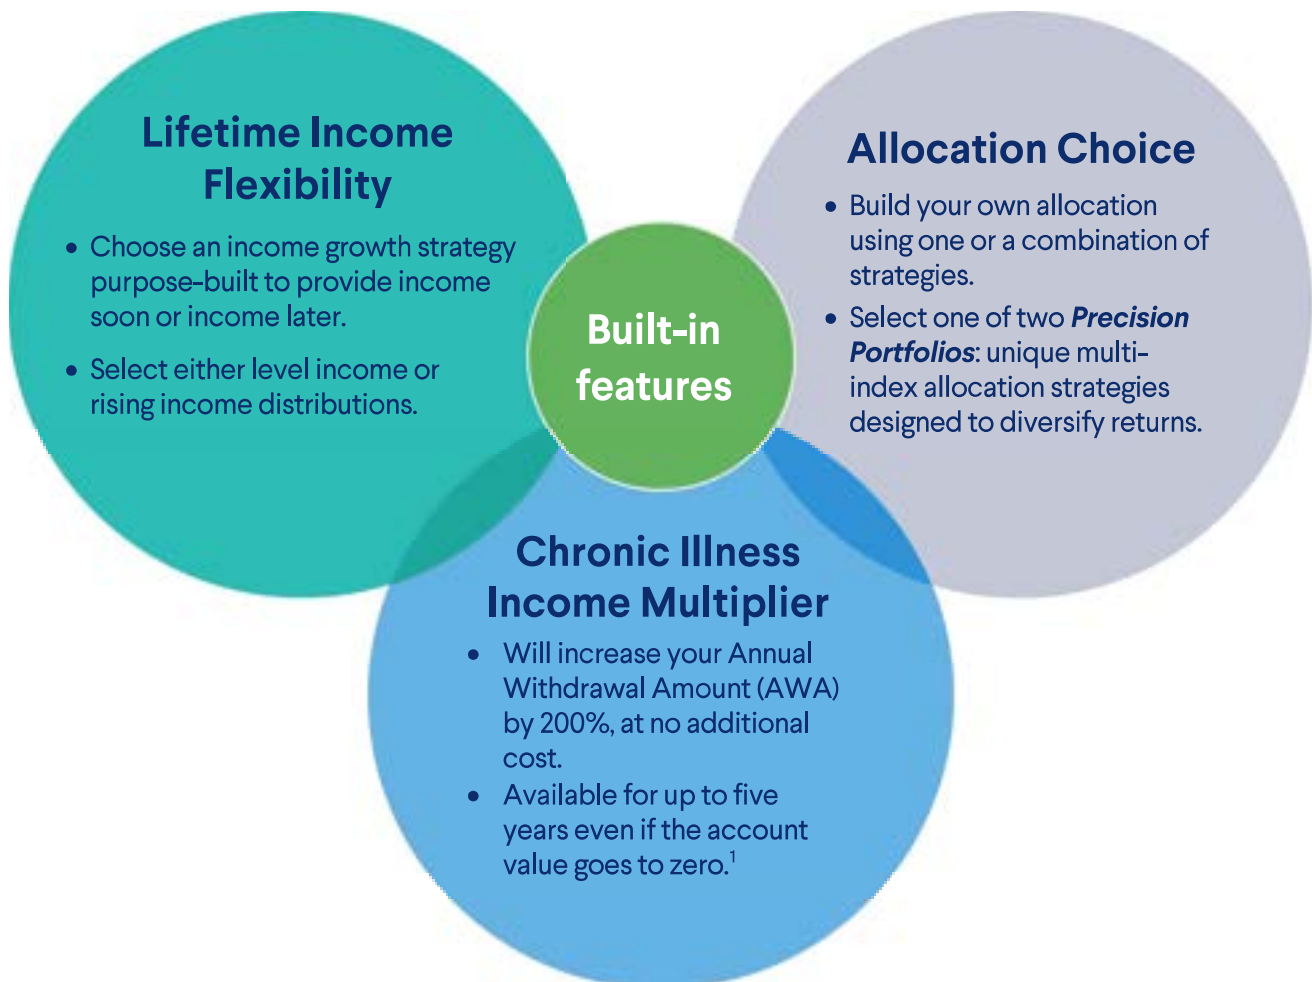 Lifetime Income
Flexibility
• Choose an income growth strategy
purpose-built to provide income
soon or income later.
• Select either level income or
rising income distributions.
Built-in
features
Allocation Choice
• Build your own allocation
using one or a combination of
strategies.
• Select one of two Precision
Portfolios: unique multi-
index allocation strategies
designed to diversify returns.
Chronic Illness
Income Multiplier
• Will increase your Annual
Withdrawal Amount (AWA)
by 200%, at no additional
cost.
• Available for up to five
years even if the account
value goes to zero.¹